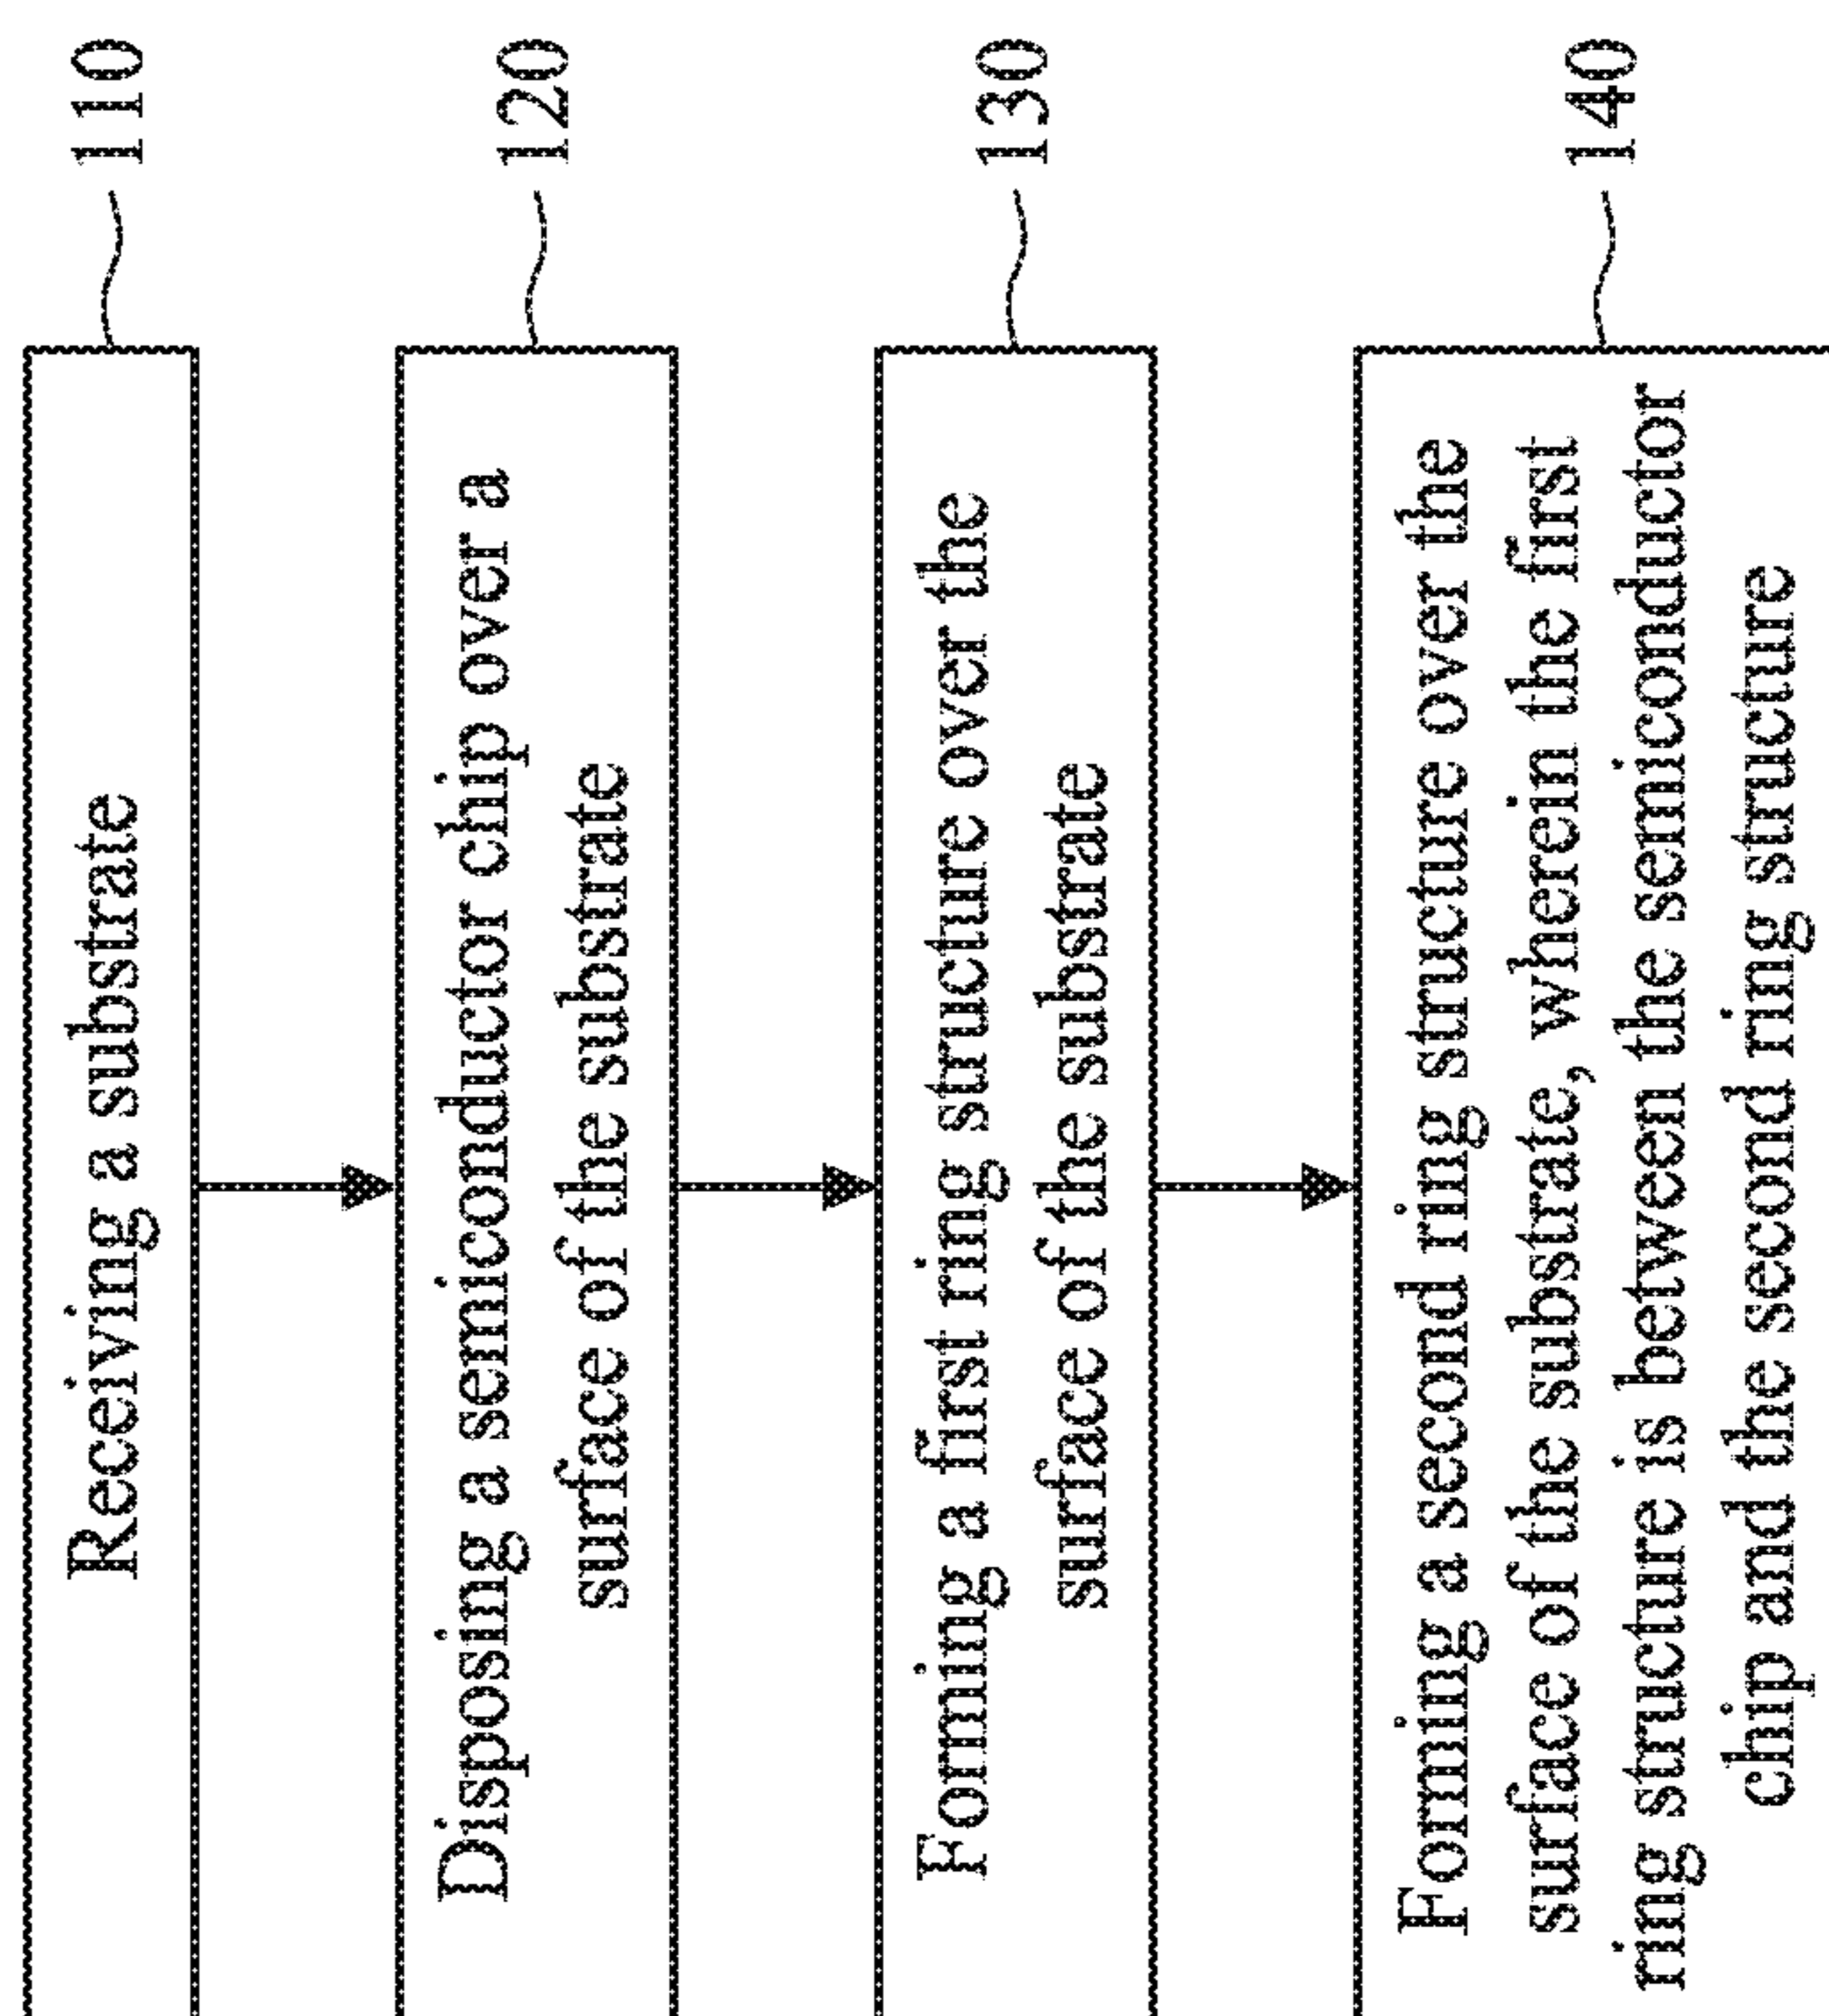 Receiving a substrate
110
Disposing a semiconductor chip over a
surface of the substrate
120
Forming a first ring structure over the
surface of the substrate
130
Forming a second ring structure over the
surface of the substrate, wherein the first
ring structure is between the semiconductor
chip and the second ring structure
140